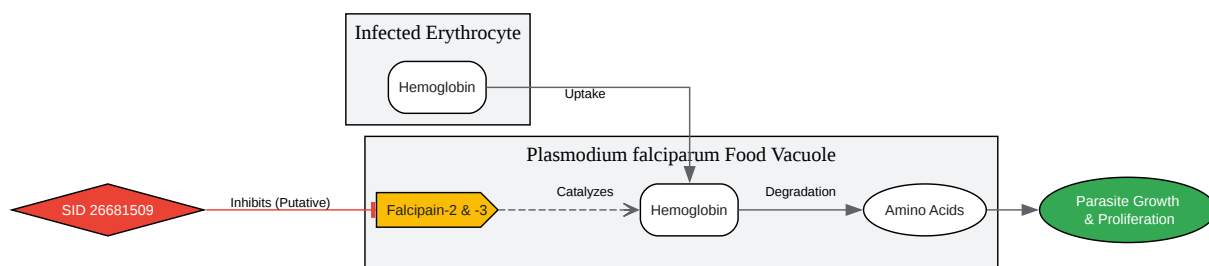 Infected Erythrocyte
Hemoglobin
Uptake
Plasmodium falciparum Food Vacuole
SID 26681509
Inhibits (Putative)
Falcipain-2 & -3
Catalyzes
Hemoglobin
Degradation
Amino Acids
Parasite Growth
& Proliferation